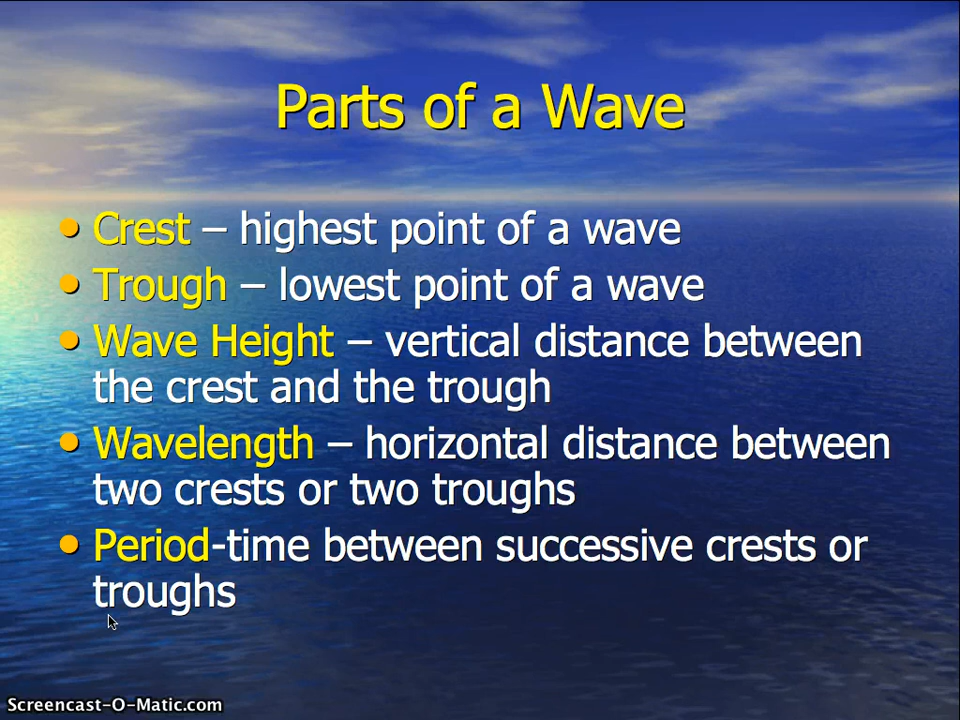 Parts of a Wave
• Crest – highest point of a wave
• Trough – lowest point of a wave
• Wave Height – vertical distance between
the crest and the trough
• Wavelength – horizontal distance between
two crests or two troughs
• Period-time between successive crests or
troughs
Screencast-O-Matic.com